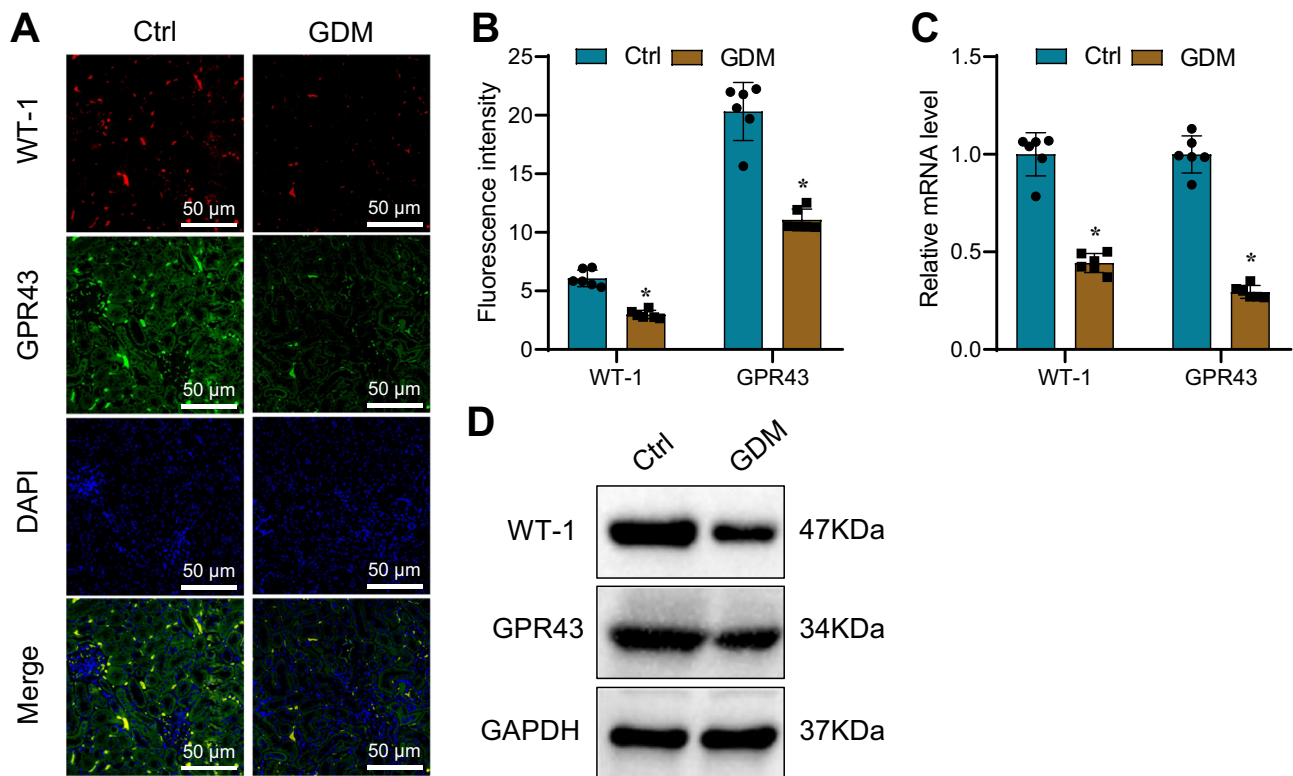 A
Ctrl GDM
WT-1
50 µm 50 µm
GPR43
50 µm 50 µm
DAPI
50 µm 50 µm
Merge
50 µm 50 µm
B
Ctrl GDM
Fluorescence intensity
25
20
15
10
5
0
*
*
WT-1 GPR43
C
Ctrl GDM
Relative mRNA level
1.5
1.0
0.5
0.0
*
*
WT-1 GPR43
D
Ctrl GDM
WT-1 47KDa
GPR43 34KDa
GAPDH 37KDa